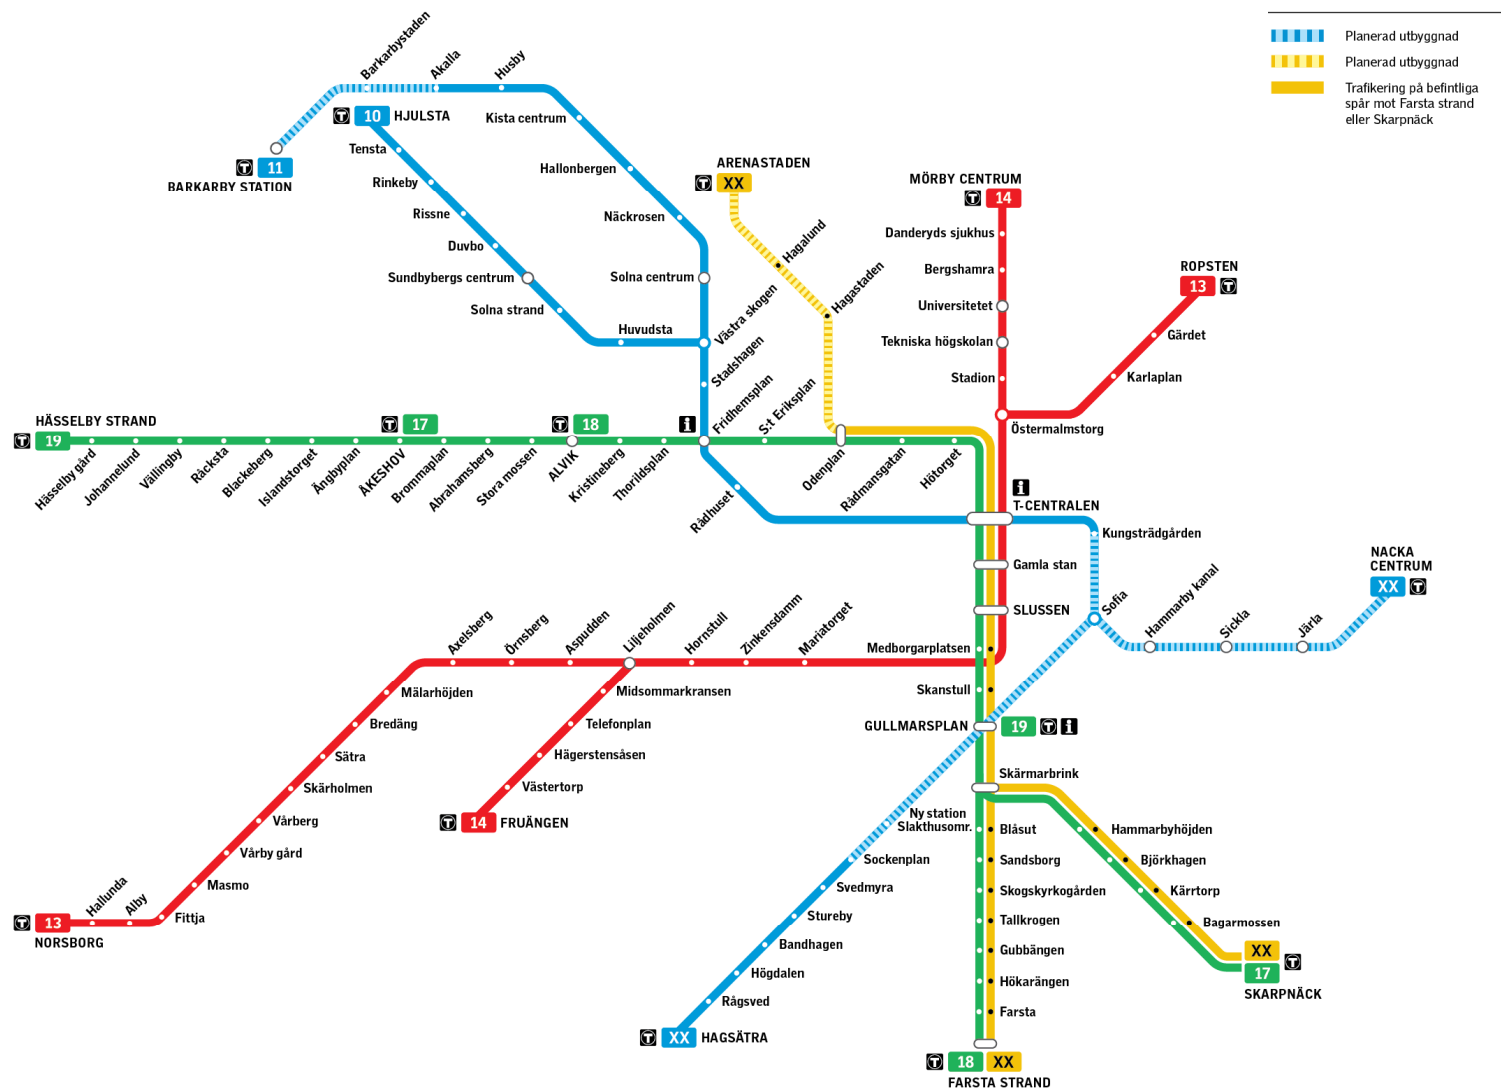 Planerad utbyggnad
Planerad utbyggnad
Trafikering på befintliga
spår mot Farsta strand
eller Skarpnäck
Barkarbystaden
Akalla
Husby
10 HJULSTA
Kista centrum
11
BARKARBY STATION
Tensta
Rinkeby
Rissne
Duvbo
Sundbybergs centrum
Solna strand
Huvudsta
Hallonbergen
Näckrosen
Solna centrum
Västra skogen
Stadshagen
Fridhemsplan
ARENASTADEN
XX
Hagalund
Hagastaden
S:t Eriksplan
MÖRBY CENTRUM
14
Danderyds sjukhus
Bergshamra
Universitetet
Tekniska högskolan
Stadion
Östermalmstorg
ROPSTEN
13
Gärdet
Karlaplan
HÄSSELBY STRAND
19
17
18
i
Hässelby gård
Johannelund
Vällingby
Råcksta
Blackeberg
Islandstorget
Ängbyplan
ÅKESHOV
Brommaplan
Abrahamsberg
Stora mossen
ALVIK
Kristineberg
Thorildsplan
Rådhuset
Odenplan
Rådmansgatan
Hötorget
i
T-CENTRALEN
Kungsträdgården
Gamla stan
SLUSSEN
NACKA
CENTRUM
XX
Sofia
Hammarby kanal
Sickla
Järla
Axelsberg
Örnsberg
Aspudden
Liljeholmen
Hornstull
Zinkensdamm
Mariatorget
Medborgarplatsen
Skanstull
GULLMARSPLAN
19
i
Mälarhöjden
Bredäng
Sätra
Skärholmen
Vårberg
Vårby gård
Masmo
Fittja
Alby
Hallunda
13
NORSBORG
Midsommarkransen
Telefonplan
Hägerstensåsen
Västertorp
14 FRUÄNGEN
Skärmarbrink
Ny station
Slakthusomr.
Sockenplan
Svedmyra
Stureby
Bandhagen
Högdalen
Rågsved
XX HAGSÄTRA
Blåsut
Sandsborg
Skogskyrkogården
Tallkrogen
Gubbängen
Hökarängen
Farsta
18 XX
FARSTA STRAND
Hammarbyhöjden
Björkhagen
Kärrtorp
Bagarmossen
XX
17
SKARPNÄCK